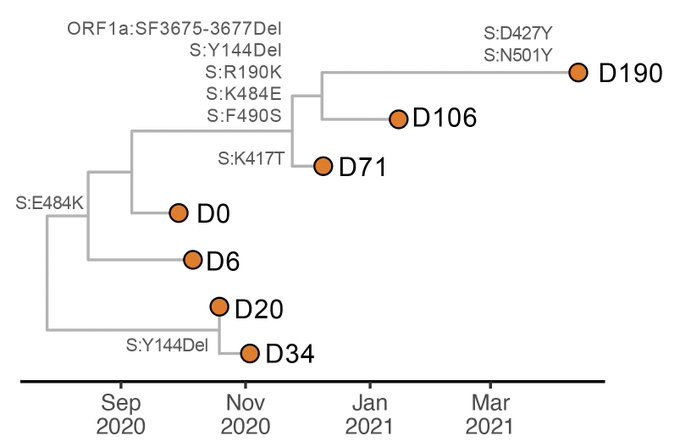 ORF1a:SF3675-3677Del
S:Y144Del
S:R190K
S:K484E
S:F490S
S:D427Y
S:N501Y
D190
D106
S:K417T
D71
S:E484K
D0
D6
D20
S:Y144Del
D34
Sep Nov Jan Mar
2020 2020 2021 2021